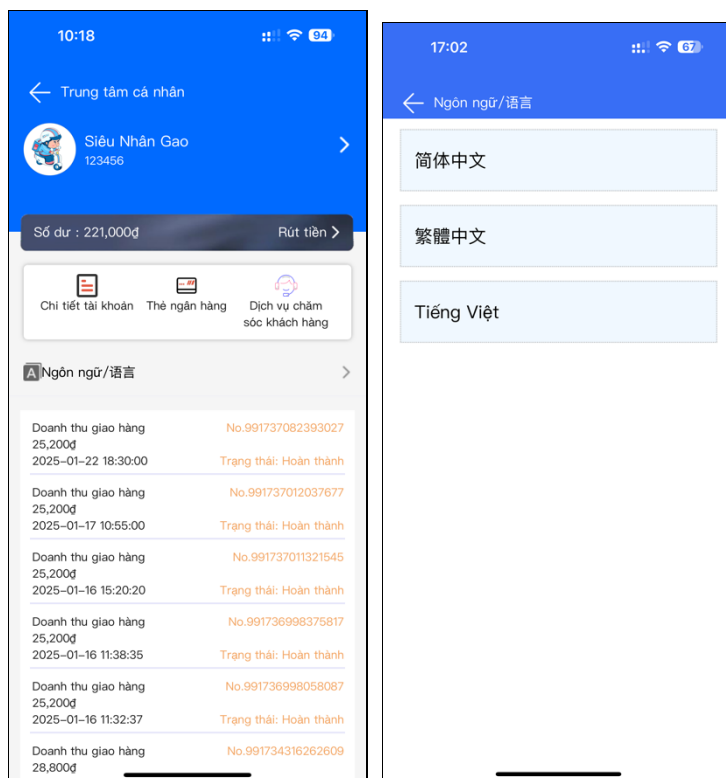 10:18
94
Trung tâm cá nhân
Siêu Nhân Gao
123456
Số dư : 221,000₫
Rút tiền
Chi tiết tài khoản
Thẻ ngân hàng
Dịch vụ chăm
sóc khách hàng
A Ngôn ngữ/语言
Doanh thu giao hàng No.991737082393027
25,200₫
2025-01-22 18:30:00 Trạng thái: Hoàn thành
Doanh thu giao hàng No.991737012037677
25,200₫
2025-01-17 10:55:00 Trạng thái: Hoàn thành
Doanh thu giao hàng No.991737011321545
25,200₫
2025-01-16 15:20:20 Trạng thái: Hoàn thành
Doanh thu giao hàng No.991736998375817
25,200₫
2025-01-16 11:38:35 Trạng thái: Hoàn thành
Doanh thu giao hàng No.991736998058087
25,200₫
2025-01-16 11:32:37 Trạng thái: Hoàn thành
Doanh thu giao hàng No.991734316262609
28,800₫
17:02
67
Ngôn ngữ/语言
简体中文
繁體中文
Tiếng Việt